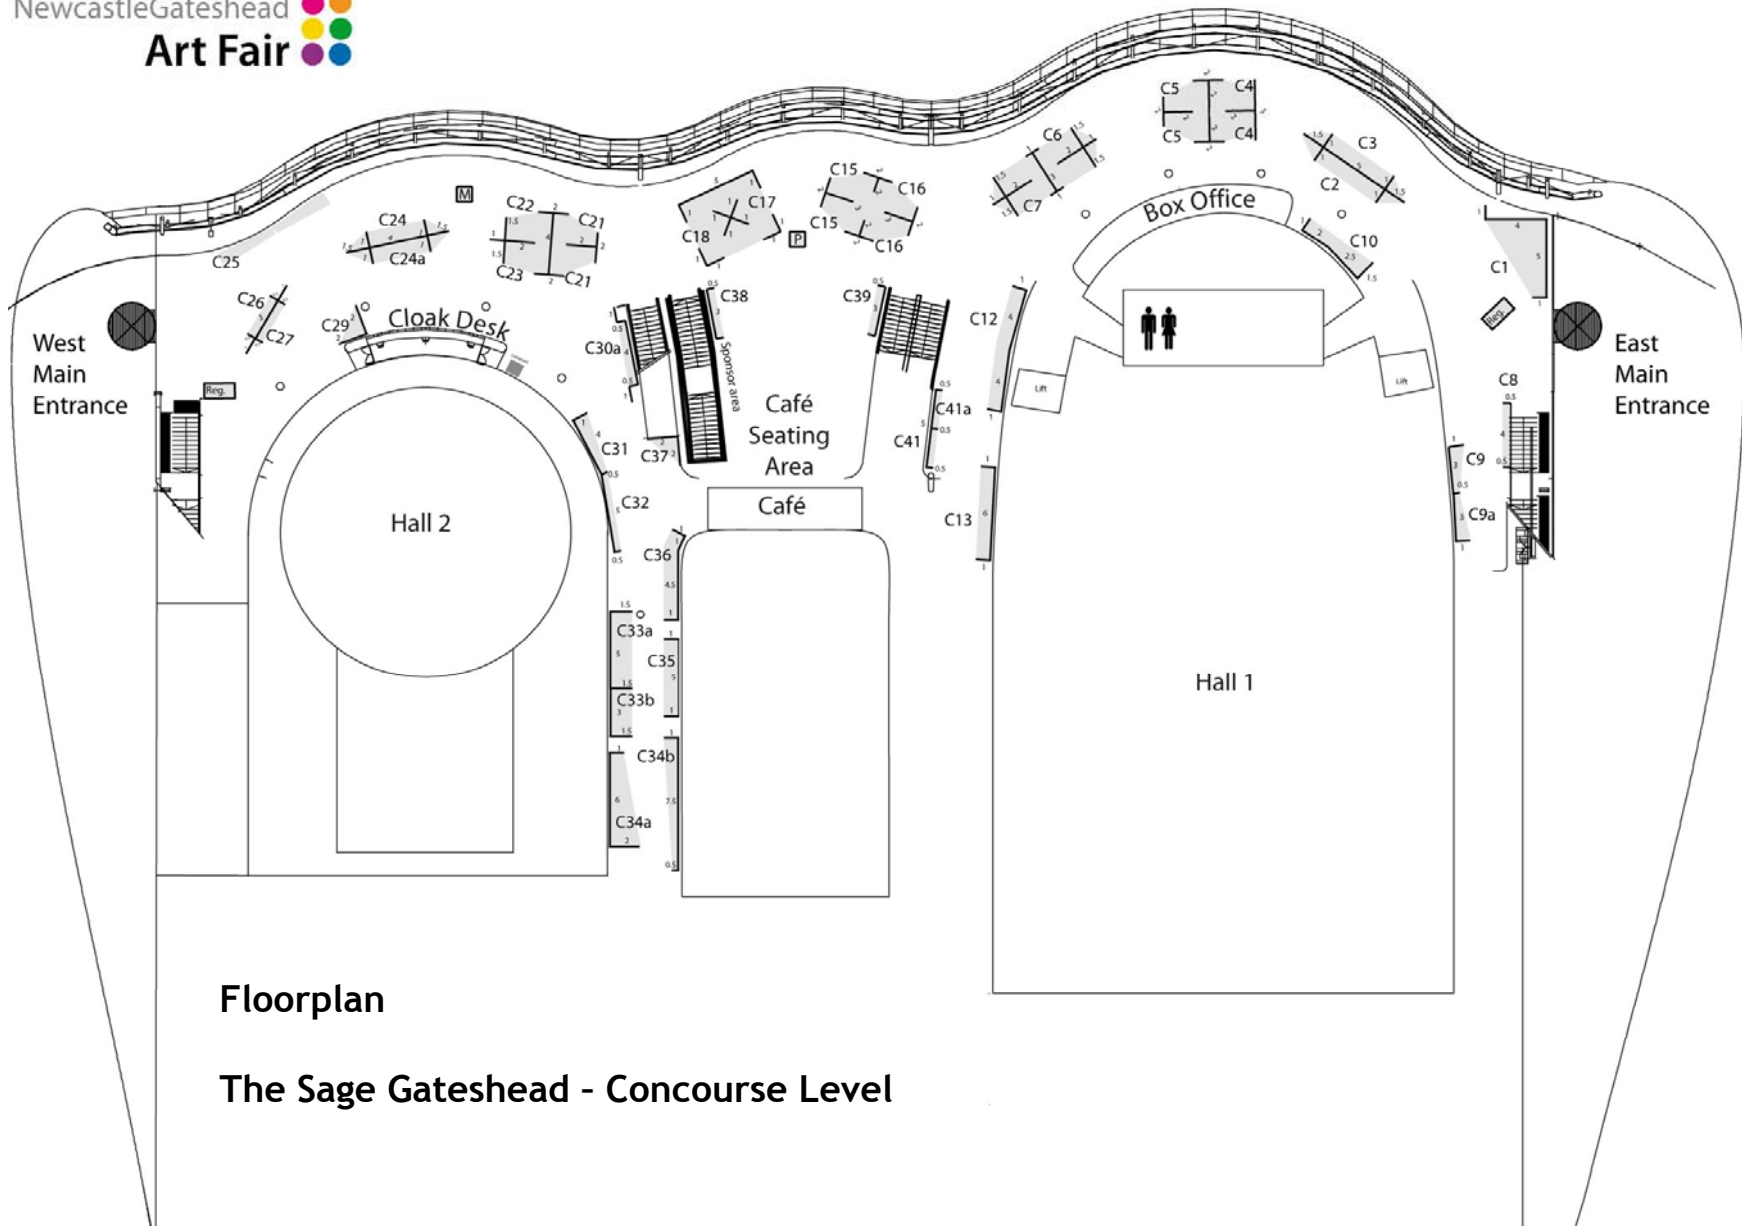 NewcastleGateshead
Art Fair
C5
C4
C5
C4
C6
C7
C3
C2
Box Office
C10
C1
Reg.
M
P
C15
C16
C15
C16
C17
C18
C22
C21
C23
C21
C24
C24a
C25
C26
C27
C29
Cloak Desk
C30a
C38
C39
Sponsor area
C12
Lift
Lift
West
Main
Entrance
Reg.
East
Main
Entrance
Café
Seating
Area
Café
C31
C32
C37
C41a
C41
C13
C8
C9
C9a
Hall 2
C36
C33a
C35
C33b
C34b
C34a
Hall 1
Floorplan
The Sage Gateshead - Concourse Level